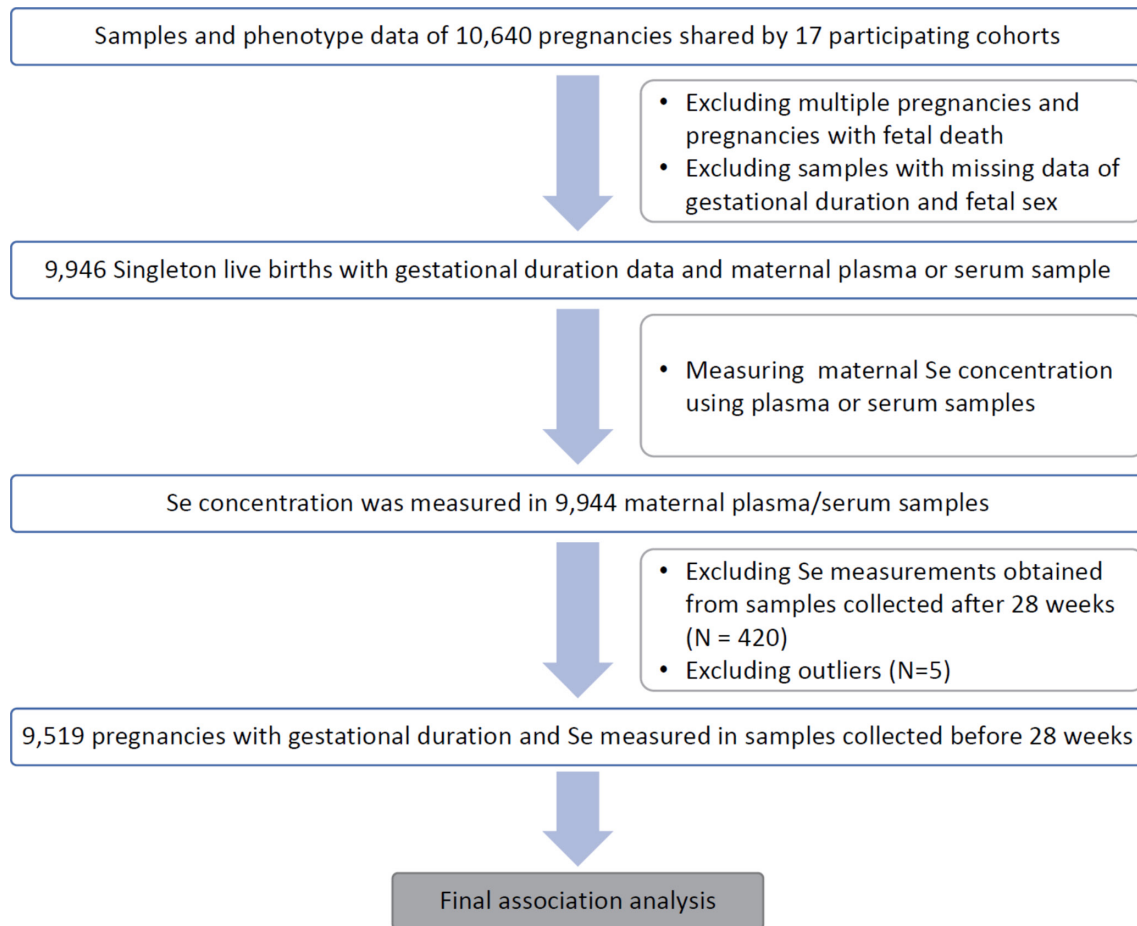 Samples and phenotype data of 10,640 pregnancies shared by 17 participating cohorts
• Excluding multiple pregnancies and
pregnancies with fetal death
• Excluding samples with missing data of
gestational duration and fetal sex
9,946 Singleton live births with gestational duration data and maternal plasma or serum sample
• Measuring maternal Se concentration
using plasma or serum samples
Se concentration was measured in 9,944 maternal plasma/serum samples
• Excluding Se measurements obtained
from samples collected after 28 weeks
(N = 420)
• Excluding outliers (N=5)
9,519 pregnancies with gestational duration and Se measured in samples collected before 28 weeks
Final association analysis